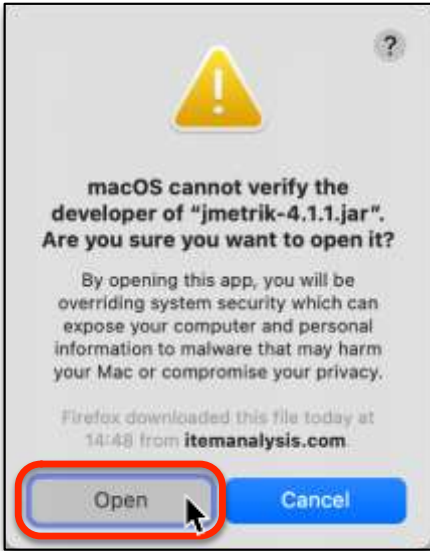 ?
macOS cannot verify the
developer of “jmetrik-4.1.1.jar”.
Are you sure you want to open it?
By opening this app, you will be
overriding system security which can
expose your computer and personal
information to malware that may harm
your Mac or compromise your privacy.
Firefox downloaded this file today at
14:48 from itemanalysis.com
Open
Cancel